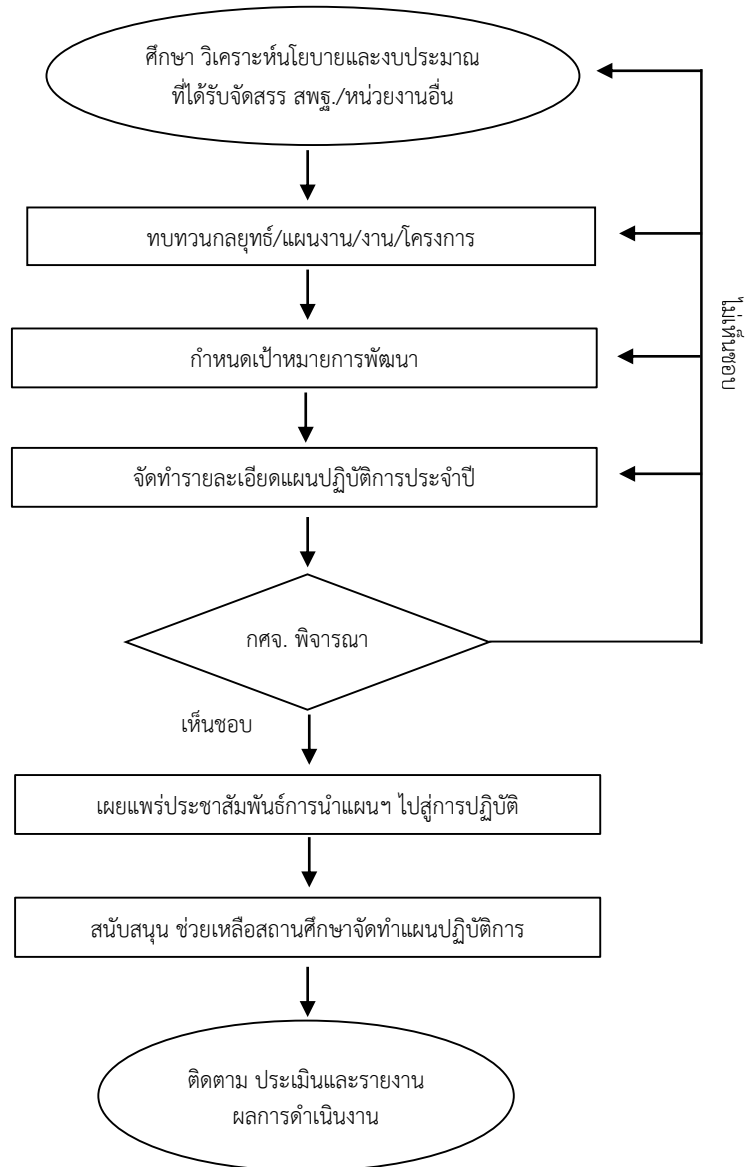 ศึกษา วิเคราะห์นโยบายและงบประมาณ
ที่ได้รับจัดสรร สพฐ./หน่วยงานอื่น
ทบทวนกลยุทธ์/แผนงาน/งาน/โครงการ
กำหนดเป้าหมายการพัฒนา
จัดทำรายละเอียดแผนปฏิบัติการประจำปี
กศจ. พิจารณา
ไม่เห็นชอบ
เห็นชอบ
เผยแพร่ประชาสัมพันธ์การนำแผนฯ ไปสู่การปฏิบัติ
สนับสนุน ช่วยเหลือสถานศึกษาจัดทำแผนปฏิบัติการ
ติดตาม ประเมินและรายงาน
ผลการดำเนินงาน